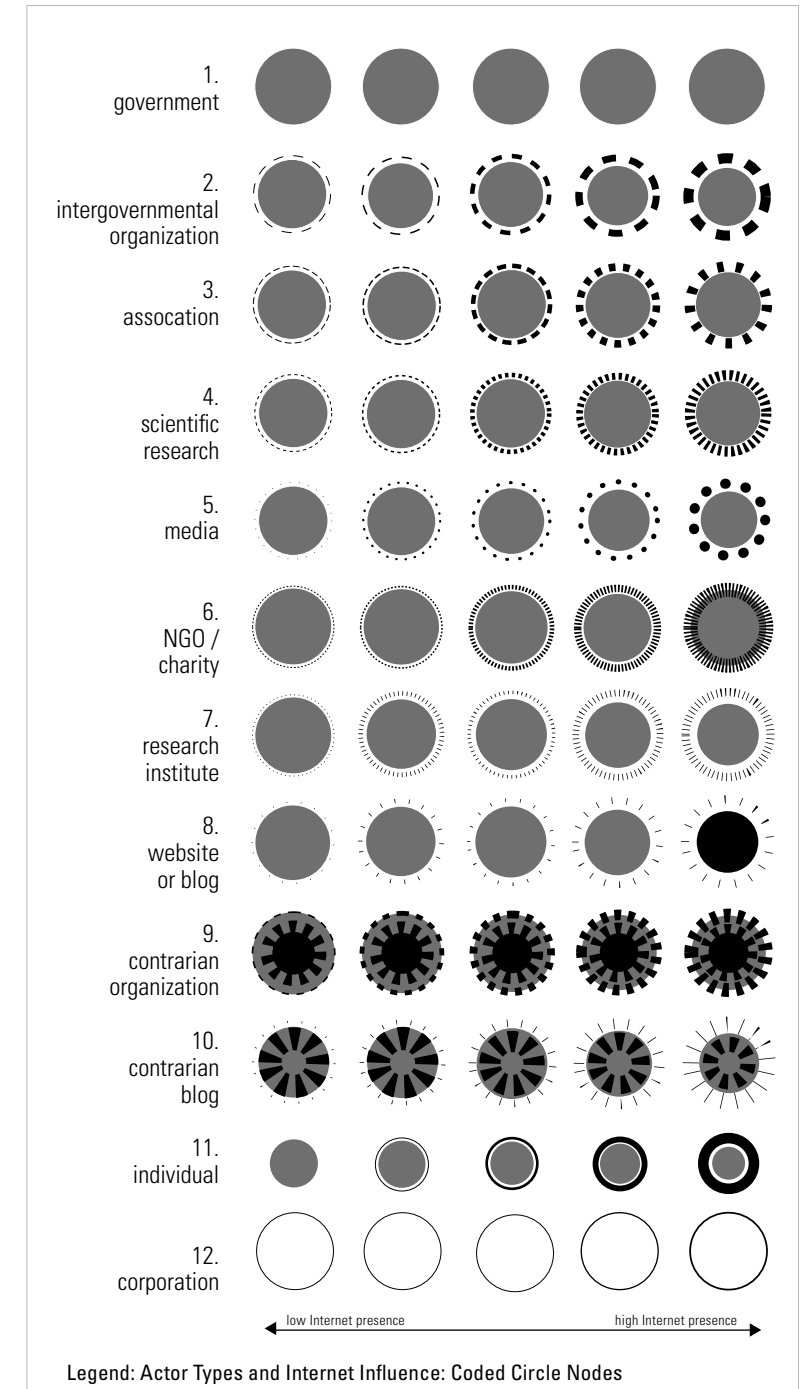 1.
government
2.
intergovernmental
organization
3.
assocation
4.
scientific
research
5.
media
6.
NGO /
charity
7.
research
institute
8.
website
or blog
9.
contrarian
organization
10.
contrarian
blog
11.
individual
12.
corporation
low Internet presence
high Internet presence
Legend: Actor Types and Internet Influence: Coded Circle Nodes